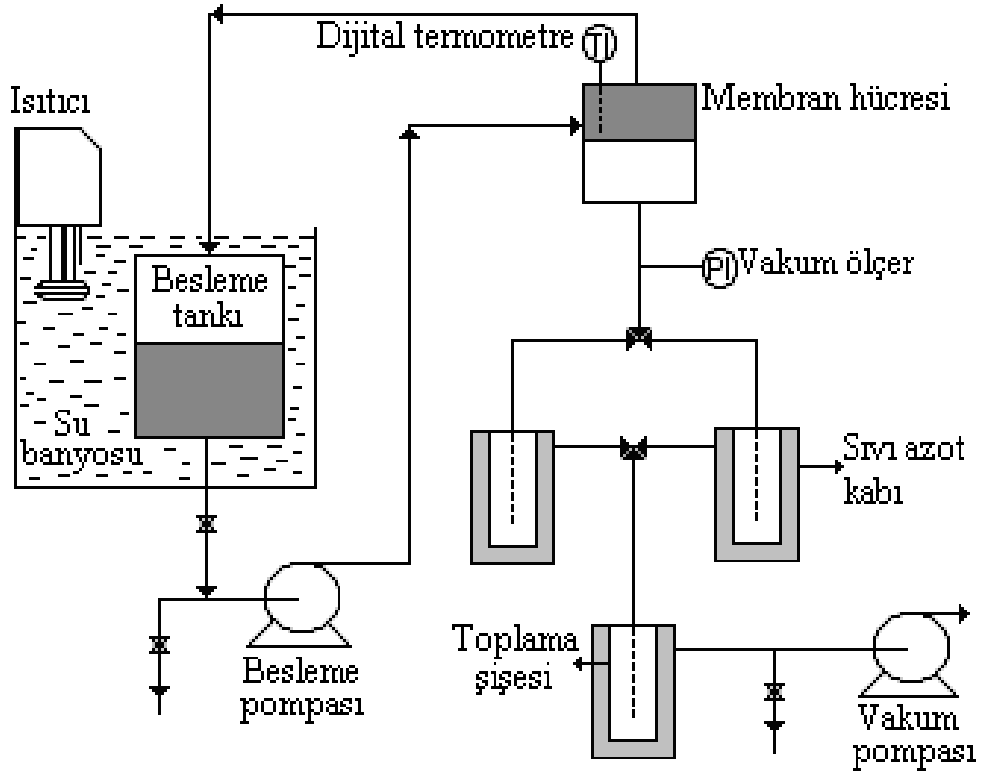 Dijital termometre
TI
Isıtıcı
Membran hücresi
Besleme
tankı
PI
Vakum ölçer
Su
banyosu
Sıvı azot
kabı
Toplama
şişesi
Besleme
pompası
Vakum
pompası